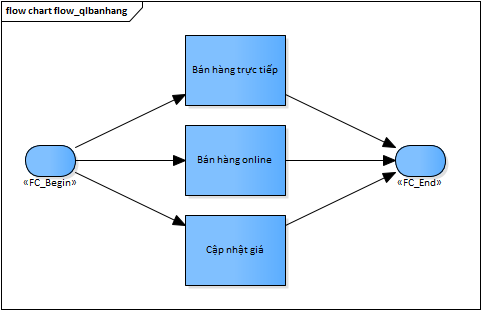 flow chart flow_qlbanhang
Bán hàng trực tiếp
Bán hàng online
«FC_Begin»
«FC_End»
Cập nhật giá